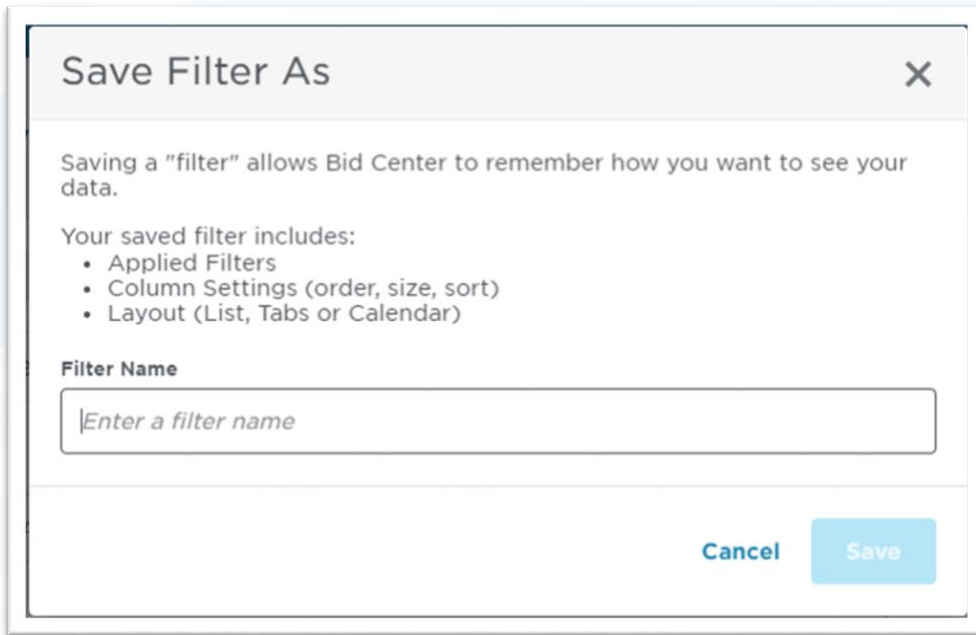 Save Filter As
Saving a "filter" allows Bid Center to remember how you want to see your
data.
Your saved filter includes:
• Applied Filters
• Column Settings (order, size, sort)
• Layout (List, Tabs or Calendar)
Filter Name
Enter a filter name
Cancel
Save